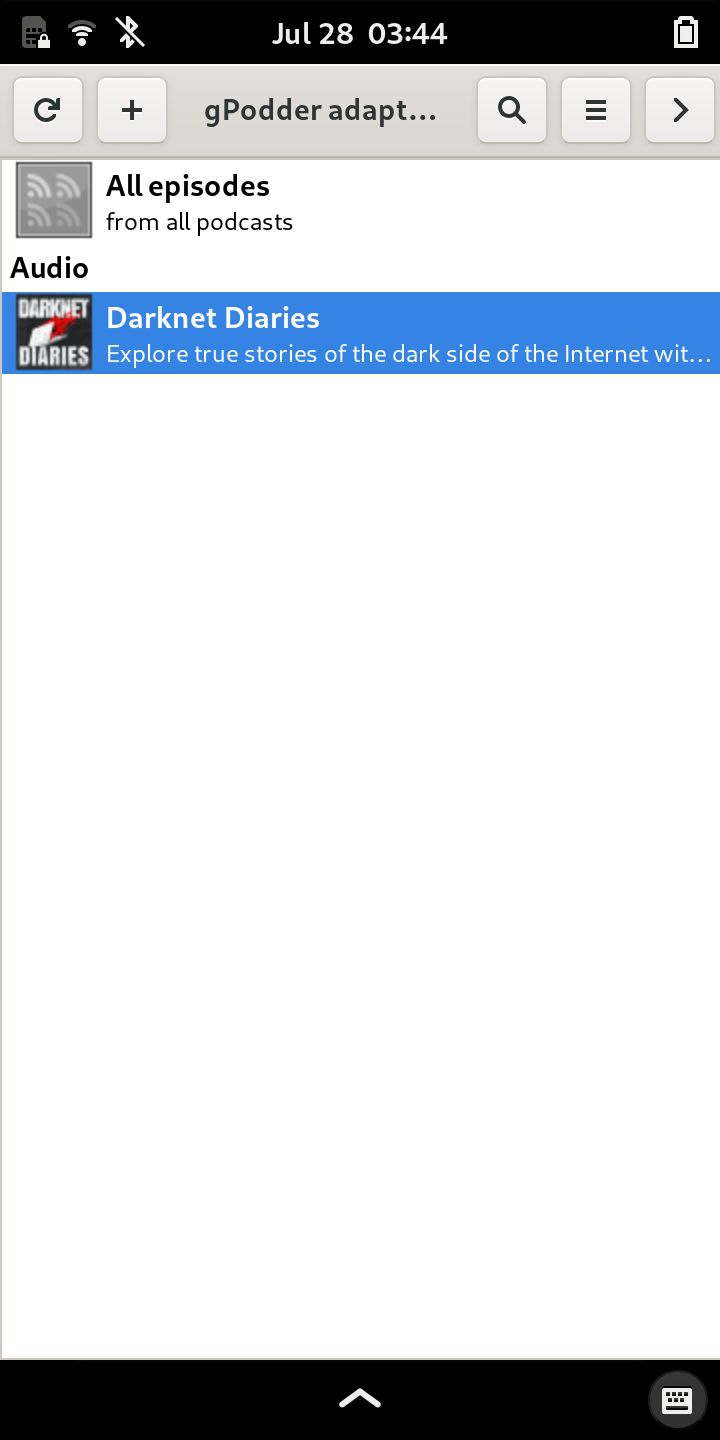 Jul 28 03:44
gPodder adapt...
All episodes
from all podcasts
Audio
DARKNET
DIARIES
Darknet Diaries
Explore true stories of the dark side of the Internet wit...